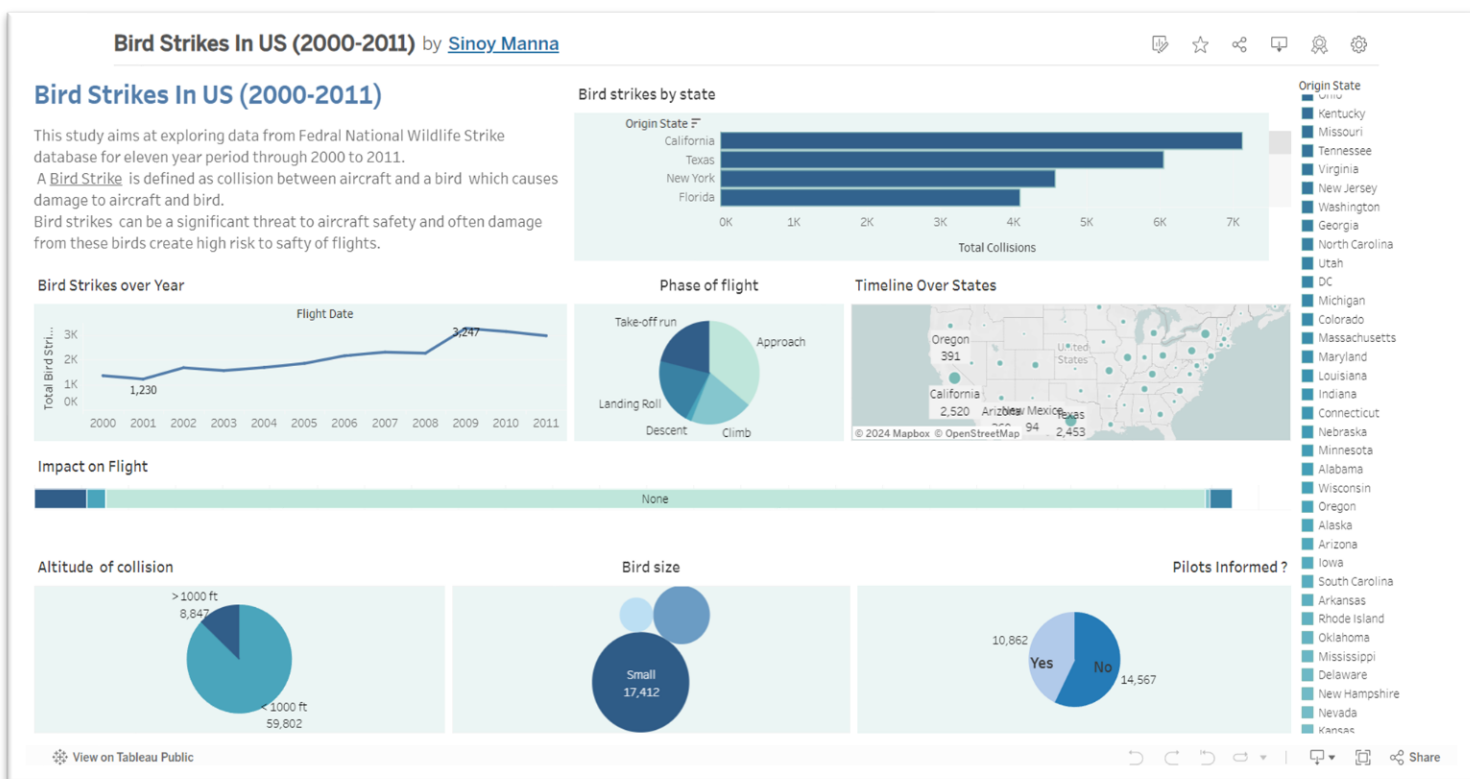 Bird Strikes In US (2000-2011) by Sinoy Manna
Bird Strikes In US (2000-2011)
This study aims at exploring data from Fedral National Wildlife Strike
database for eleven year period through 2000 to 2011.
A Bird Strike is defined as collision between aircraft and a bird which causes
damage to aircraft and bird.
Bird strikes can be a significant threat to aircraft safety and often damage
from these birds create high risk to safty of flights.
Bird strikes by state
Origin State
California
Texas
New York
Florida
0K 1K 2K 3K 4K 5K 6K 7K
Total Collisions
Bird Strikes over Year
Flight Date
Total Bird Stri...
3K
2K
1K
0K
1,230
3,247
2000 2001 2002 2003 2004 2005 2006 2007 2008 2009 2010 2011
Phase of flight
Take-off run
Approach
Landing Roll
Descent
Climb
Timeline Over States
Oregon
391
United
States
California
2,520
Arizona
New Mexico
94
Texas
2,453
© 2024 Mapbox © OpenStreetMap
Impact on Flight
None
Altitude of collision
> 1000 ft
8,847
< 1000 ft
59,802
Bird size
Small
17,412
Pilots Informed ?
10,862
Yes
No
14,567
Origin State
Ohio
Kentucky
Missouri
Tennessee
Virginia
New Jersey
Washington
Georgia
North Carolina
Utah
DC
Michigan
Colorado
Massachusetts
Maryland
Louisiana
Indiana
Connecticut
Nebraska
Minnesota
Alabama
Wisconsin
Oregon
Alaska
Arizona
Iowa
South Carolina
Arkansas
Rhode Island
Oklahoma
Mississippi
Delaware
New Hampshire
Nevada
Kansas
View on Tableau Public
Share